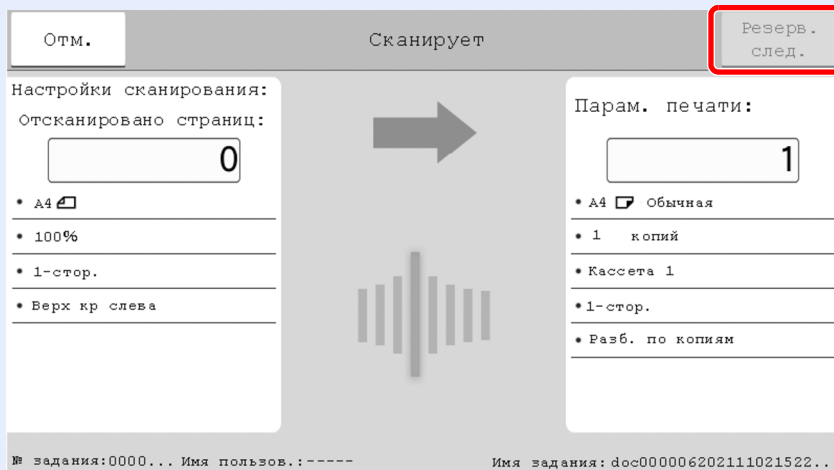 Отм.
Сканирует
Резерв.
след.
Настройки сканирования:
Отсканировано страниц:
0
• A4
• 100%
• 1-стор.
• Верх кр слева
Парам. печати:
1
• A4 Обычная
• 1 копий
• Кассета 1
• 1-стор.
• Разб. по копиям
№ задания:0000... Имя пользов.:-----
Имя задания: doc000006202111021522..